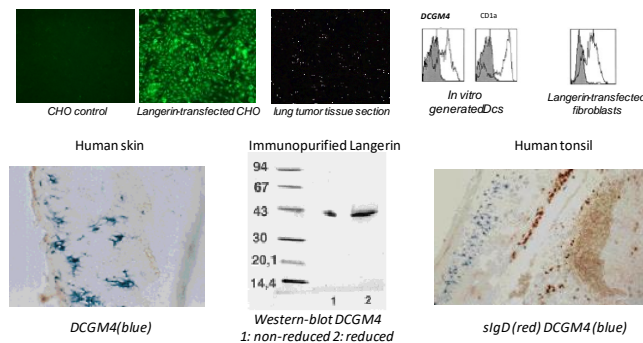 DCGM4
CD1a
CHO control
Langerin-transfected CHO
lung tumor tissue section
In vitro
generatedDcs
Langerin-transfected
fibroblasts
Human skin
Immunopurified Langerin
Human tonsil
94
67
43
30
20,1
14,4
1 2
DCGM4(blue)
Western-blot DCGM4
1: non-reduced 2: reduced
sIgD (red) DCGM4 (blue)